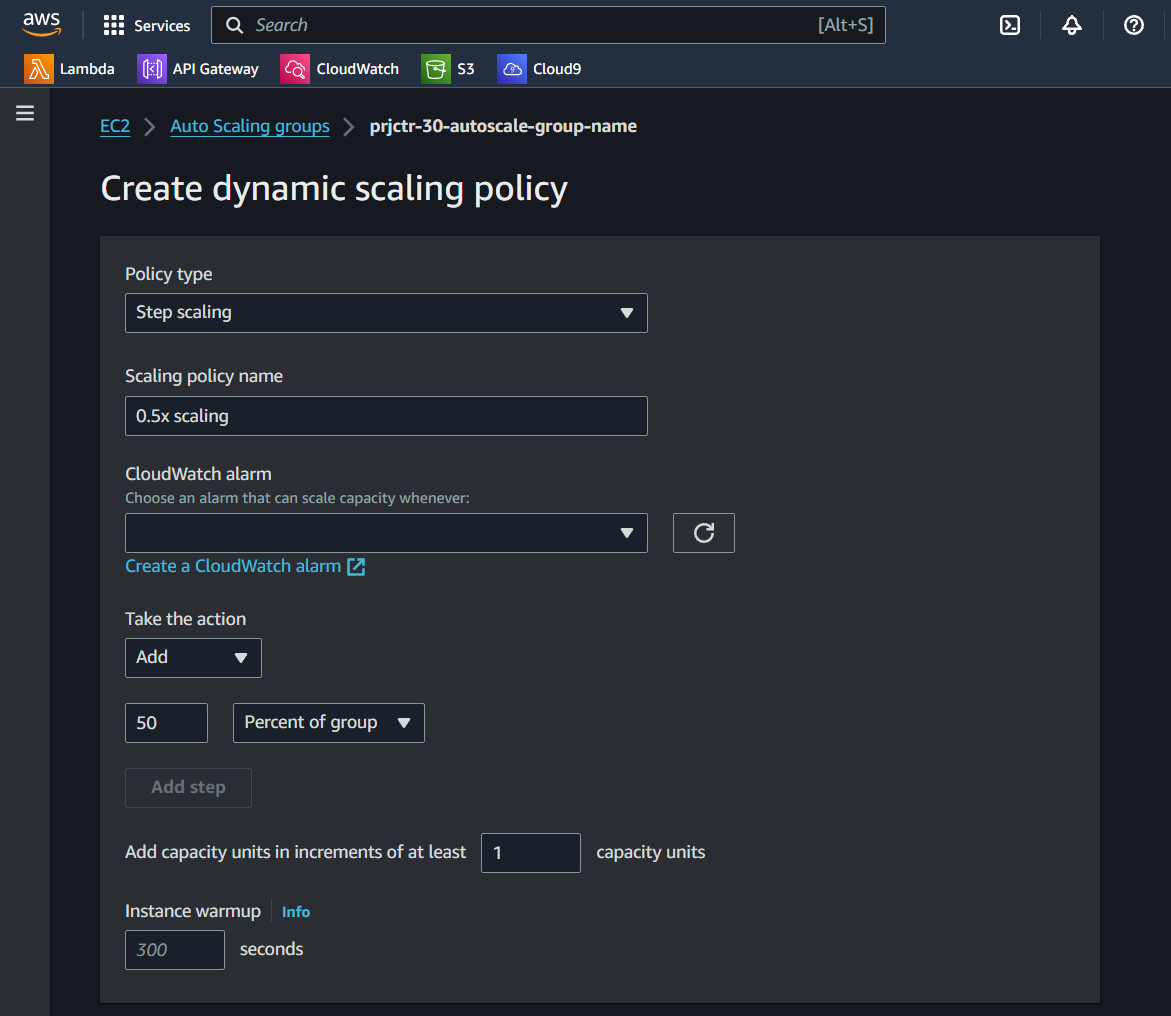 aws Services Search [Alt+S]
Lambda API Gateway CloudWatch S3 Cloud9
EC2 Auto Scaling groups prjctr-30-autoscale-group-name
Create dynamic scaling policy
Policy type
Step scaling
Scaling policy name
0.5x scaling
CloudWatch alarm
Choose an alarm that can scale capacity whenever:
Create a CloudWatch alarm
Take the action
Add
50 Percent of group
Add step
Add capacity units in increments of at least 1 capacity units
Instance warmup Info
300 seconds